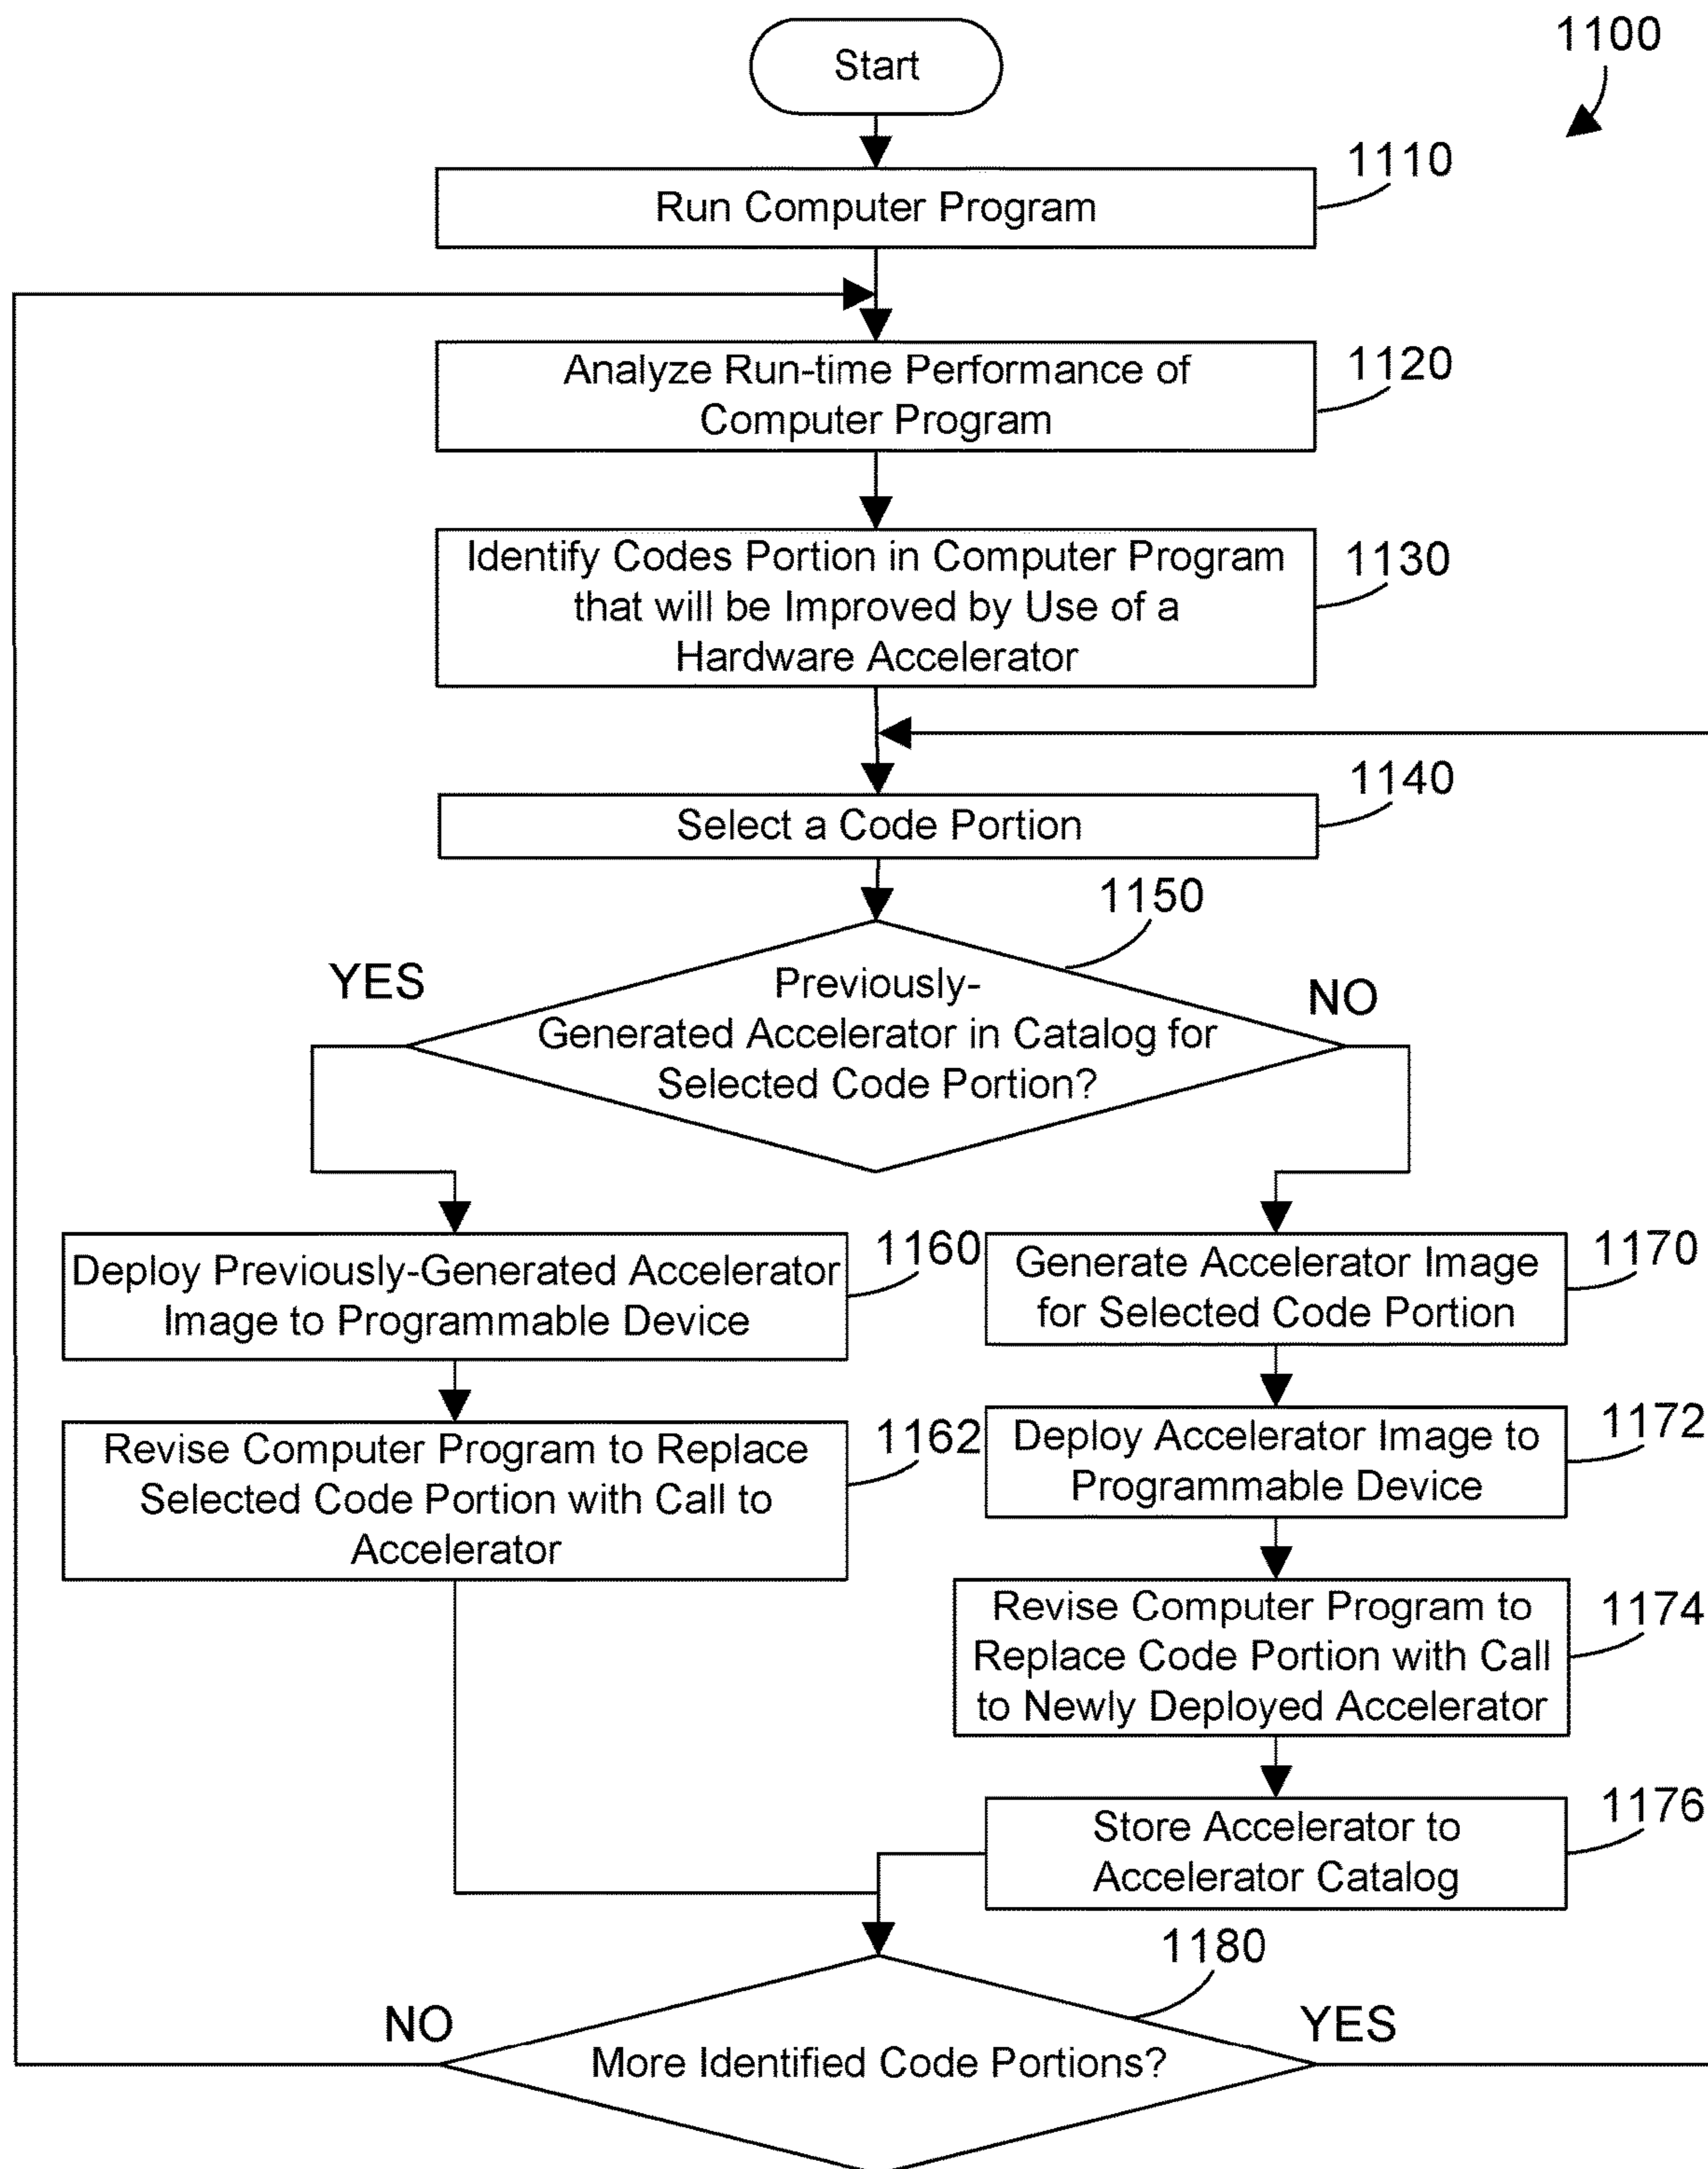 Start
1100
Run Computer Program
1110
Analyze Run-time Performance of
Computer Program
1120
Identify Codes Portion in Computer Program
that will be Improved by Use of a
Hardware Accelerator
1130
Select a Code Portion
1140
1150
Previously-
Generated Accelerator in Catalog for
Selected Code Portion?
YES
NO
Deploy Previously-Generated Accelerator
Image to Programmable Device
1160
Revise Computer Program to Replace
Selected Code Portion with Call to
Accelerator
1162
Generate Accelerator Image
for Selected Code Portion
1170
Deploy Accelerator Image to
Programmable Device
1172
Revise Computer Program to
Replace Code Portion with Call
to Newly Deployed Accelerator
1174
Store Accelerator to
Accelerator Catalog
1176
1180
More Identified Code Portions?
NO
YES